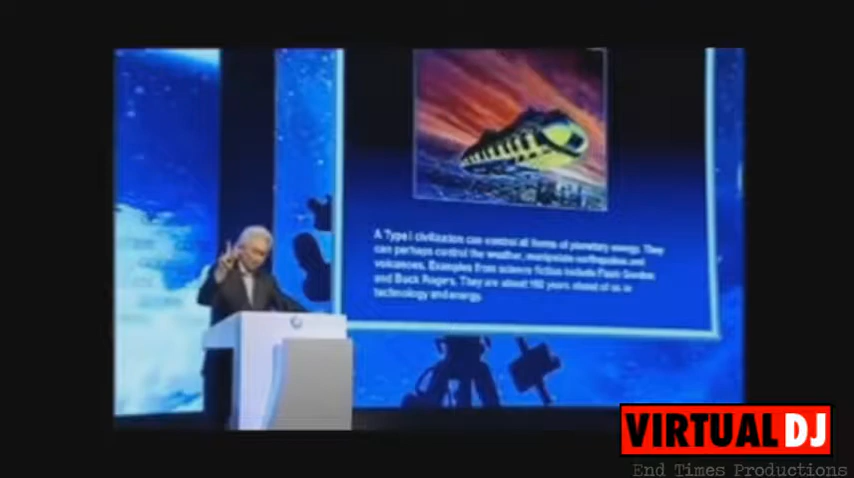 A Type I civilization can control all forms of planetary energy. They
can perhaps control the weather, manipulate earthquakes and
volcanoes. Examples from science fiction include Flash Gordon
and Buck Rogers. They are about 100 years ahead of us in
technology and energy.
VIRTUAL DJ
End Times Productions